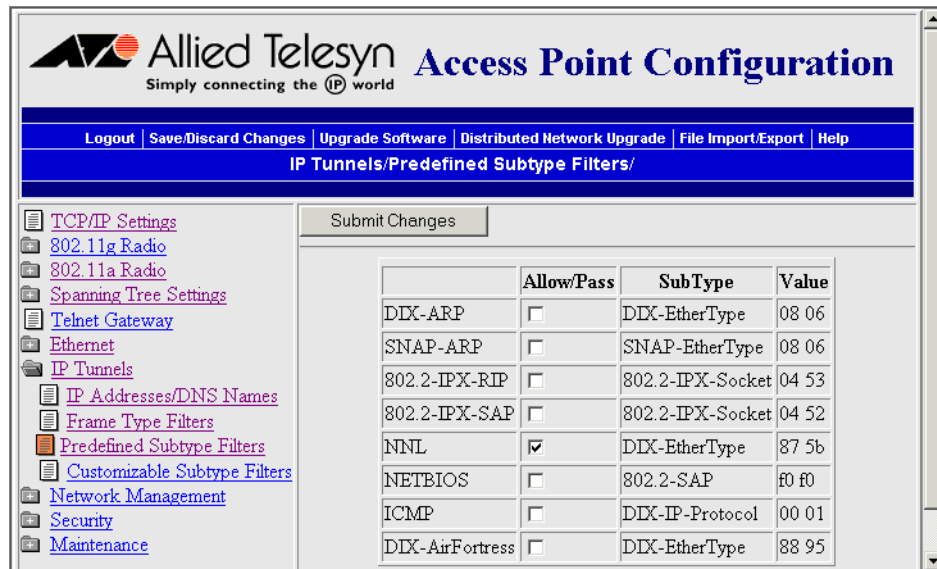 Allied Telesyn
Simply connecting the IP world
Access Point Configuration
Logout | Save/Discard Changes | Upgrade Software | Distributed Network Upgrade | File Import/Export | Help
IP Tunnels/Predefined Subtype Filters/
TCP/IP Settings
802.11g Radio
802.11a Radio
Spanning Tree Settings
Telnet Gateway
Ethernet
IP Tunnels
IP Addresses/DNS Names
Frame Type Filters
Predefined Subtype Filters
Customizable Subtype Filters
Network Management
Security
Maintenance
Submit Changes
Allow/Pass SubType Value
DIX-ARP DIX-EtherType 08 06
SNAP-ARP SNAP-EtherType 08 06
802.2-IPX-RIP 802.2-IPX-Socket 04 53
802.2-IPX-SAP 802.2-IPX-Socket 04 52
NNL DIX-EtherType 87 5b
NETBIOS 802.2-SAP f0 f0
ICMP DIX-IP-Protocol 00 01
DIX-AirFortress DIX-EtherType 88 95